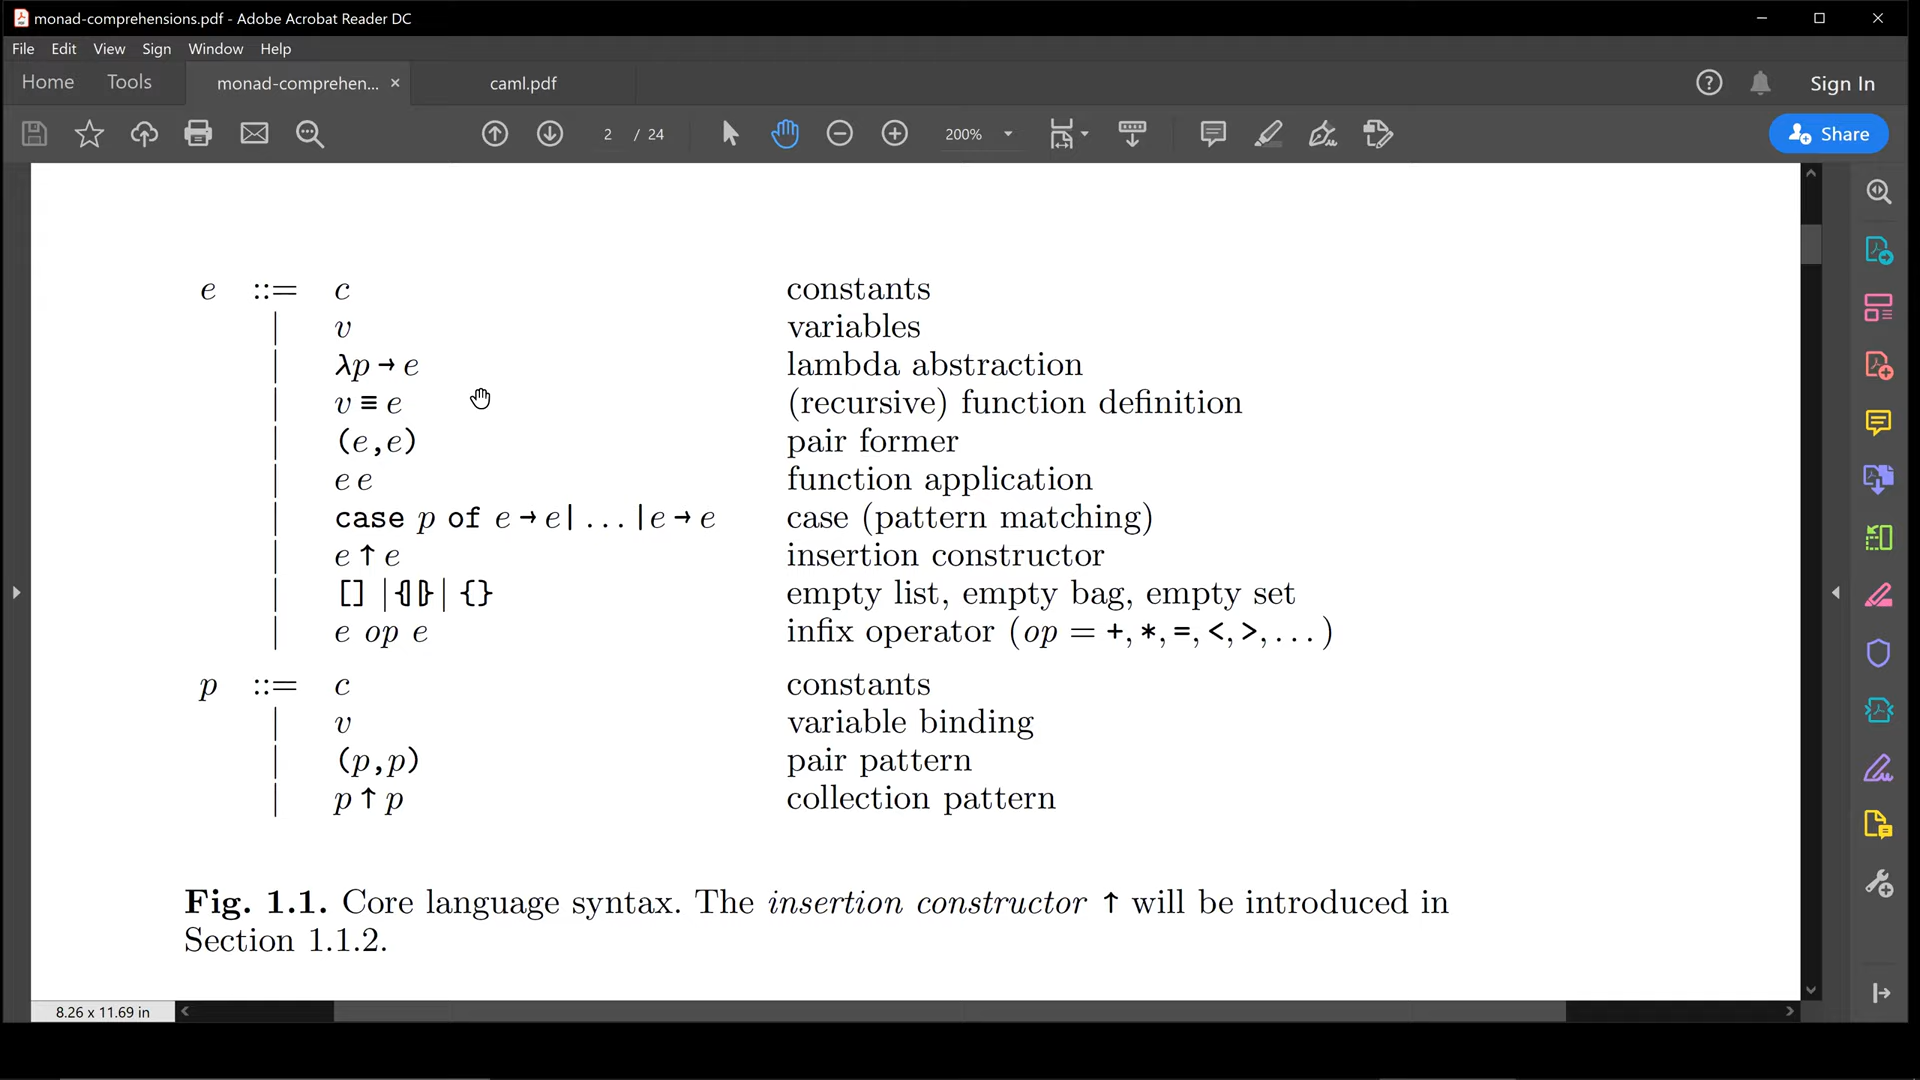 monad-comprehensions.pdf - Adobe Acrobat Reader DC
File Edit View Sign Window Help
Home Tools monad-comprehen... × caml.pdf ? Sign In
2 / 24 200% Share
e ::= c constants
| v variables
| λp → e lambda abstraction
| v ≡ e (recursive) function definition
| (e,e) pair former
| e e function application
| case p of e → e| ... |e → e case (pattern matching)
| e ↑ e insertion constructor
| [] | {||} | {} empty list, empty bag, empty set
| e op e infix operator (op = +, *, =, <, >, ...)
p ::= c constants
| v variable binding
| (p,p) pair pattern
| p ↑ p collection pattern
Fig. 1.1. Core language syntax. The insertion constructor ↑ will be introduced in
Section 1.1.2.
8.26 x 11.69 in